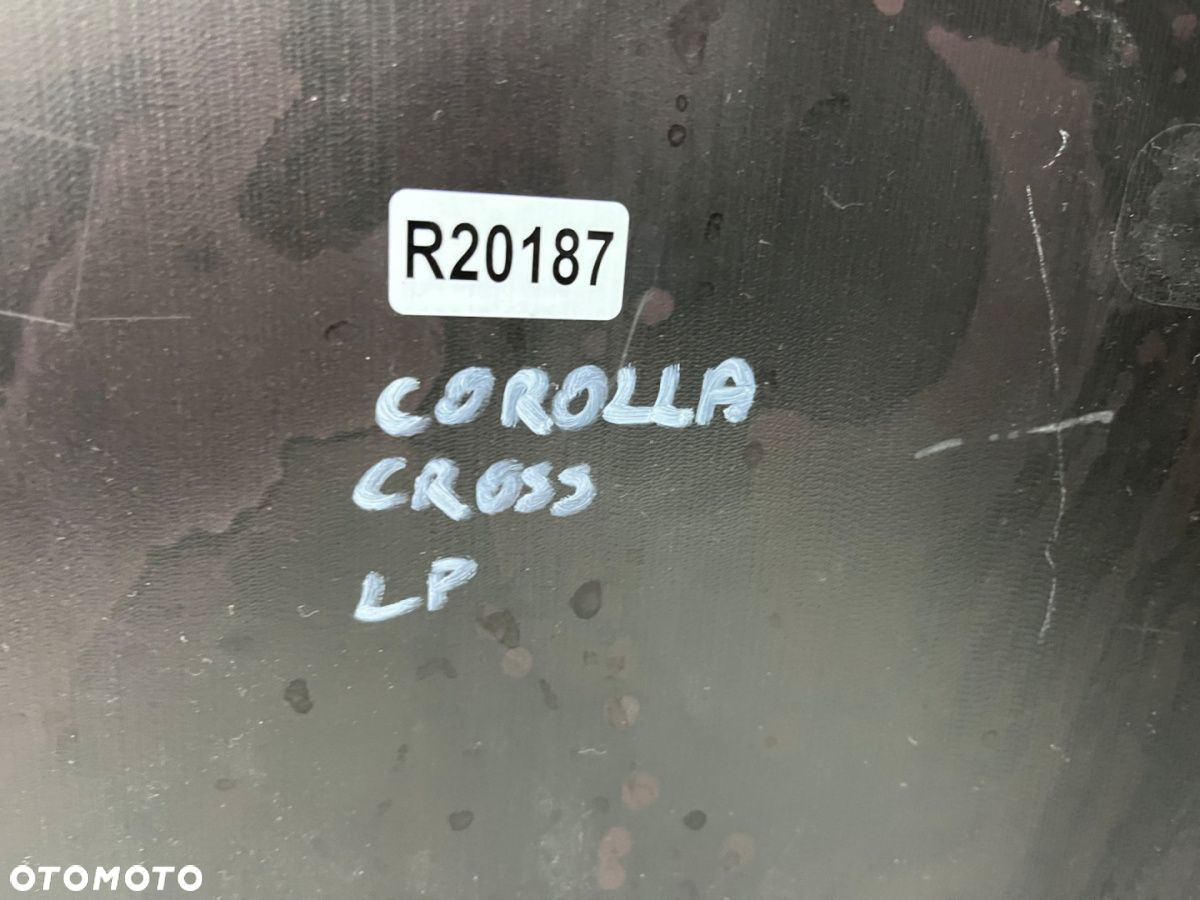 R20187
COROLLA
CROSS
LP
OTOMOTO